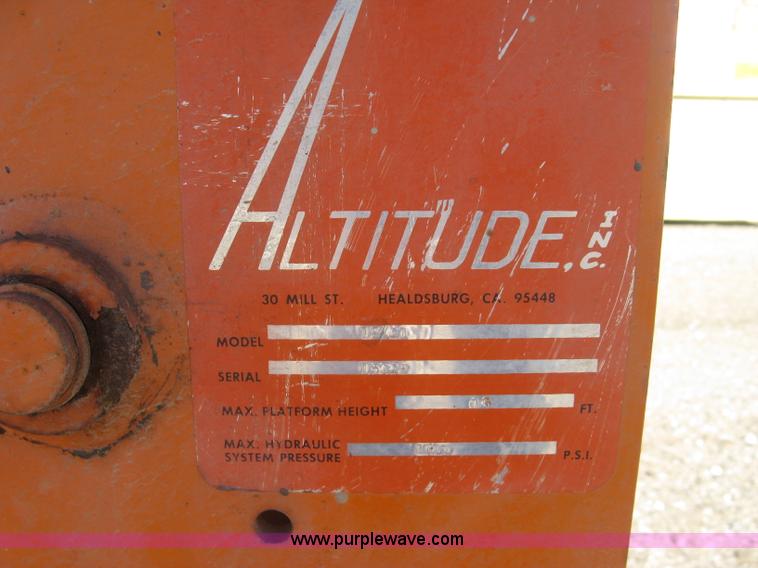 ALTITUDE, INC.
30 MILL ST. HEALDSBURG, CA. 95448
MODEL
SERIAL
MAX. PLATFORM HEIGHT FT.
MAX. HYDRAULIC
SYSTEM PRESSURE P.S.I.
www.purplewave.com